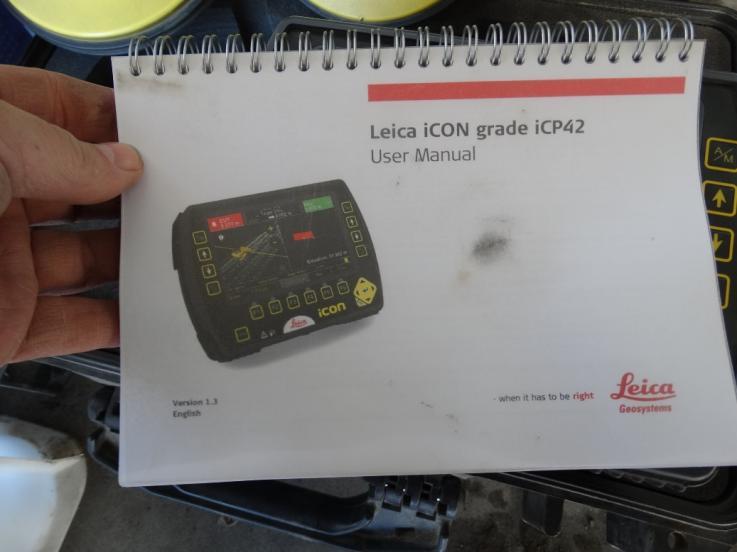 Leica iCON grade iCP42
User Manual
iCON
Leica
Version 1.3
English
- when it has to be right
Leica
Geosystems
A/M